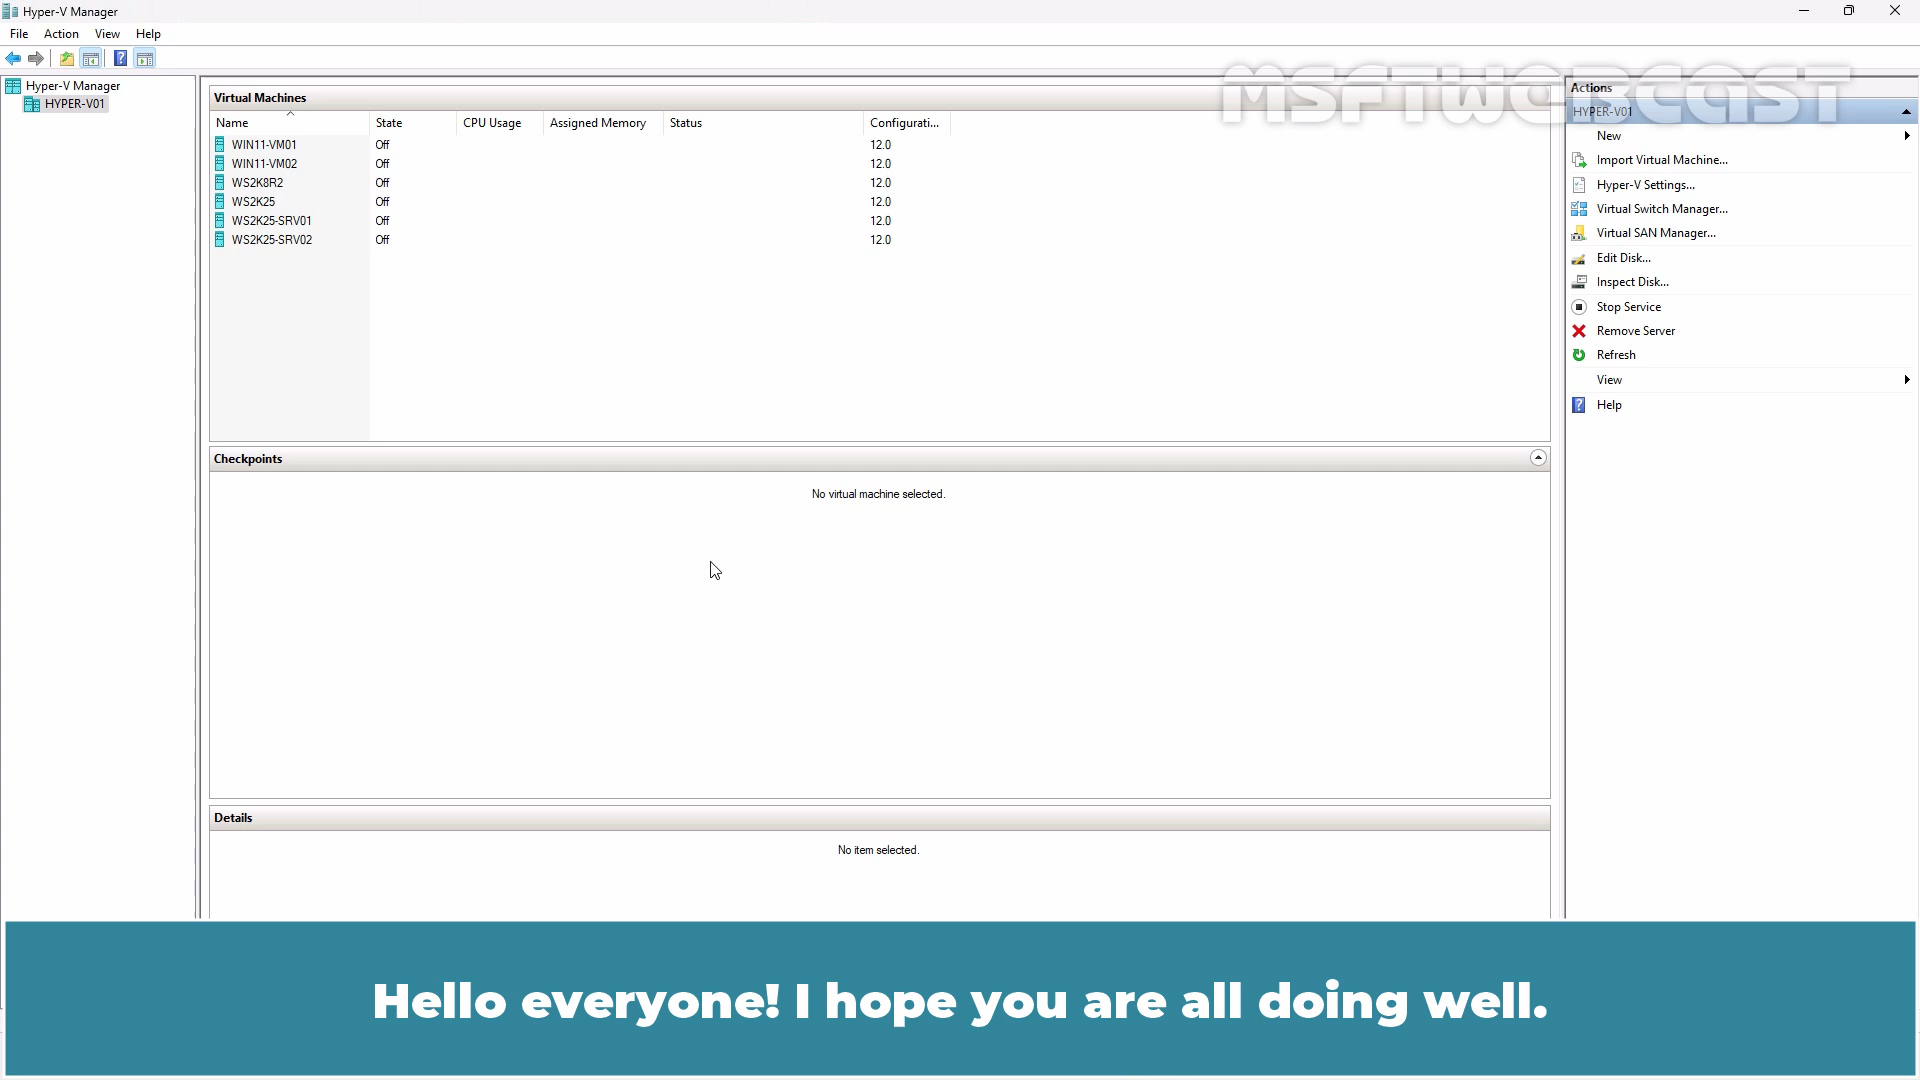 Hyper-V Manager
File Action View Help
MSFTWEBCAST
Hyper-V Manager
HYPER-V01
Virtual Machines
Name State CPU Usage Assigned Memory Status Configurati...
WIN11-VM01 Off 12.0
WIN11-VM02 Off 12.0
WS2K8R2 Off 12.0
WS2K25 Off 12.0
WS2K25-SRV01 Off 12.0
WS2K25-SRV02 Off 12.0
Checkpoints
No virtual machine selected.
Details
No item selected.
Actions
HYPER-V01
New
Import Virtual Machine...
Hyper-V Settings...
Virtual Switch Manager...
Virtual SAN Manager...
Edit Disk...
Inspect Disk...
Stop Service
Remove Server
Refresh
View
Help
Hello everyone! I hope you are all doing well.